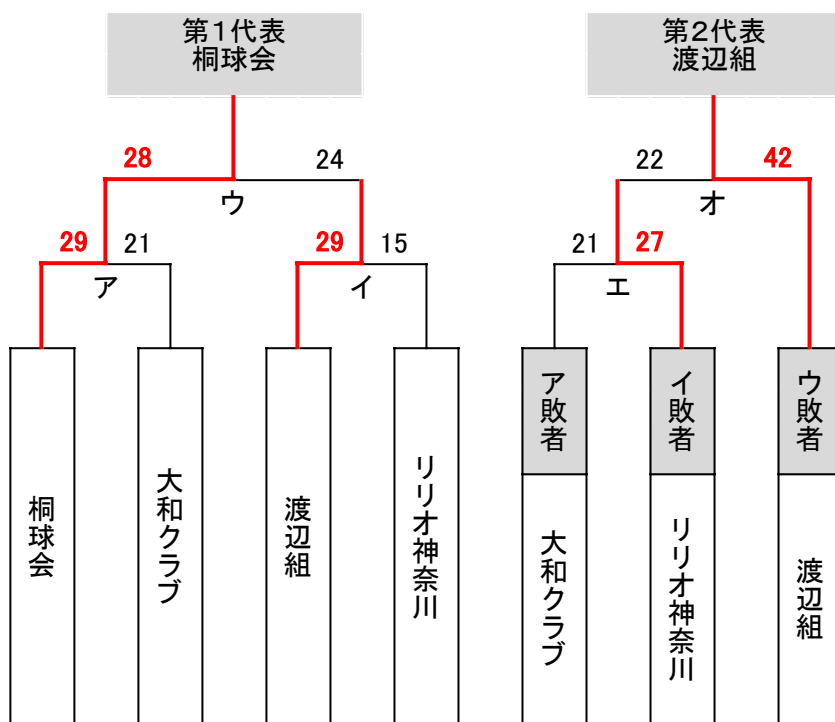 第1代表
桐球会
第2代表
渡辺組
28
24
22
42
ウ
オ
29
21
29
15
21
27
ア
イ
エ
ア敗者
イ敗者
ウ敗者
桐球会
大和クラブ
渡辺組
リリオ神奈川
大和クラブ
リリオ神奈川
渡辺組